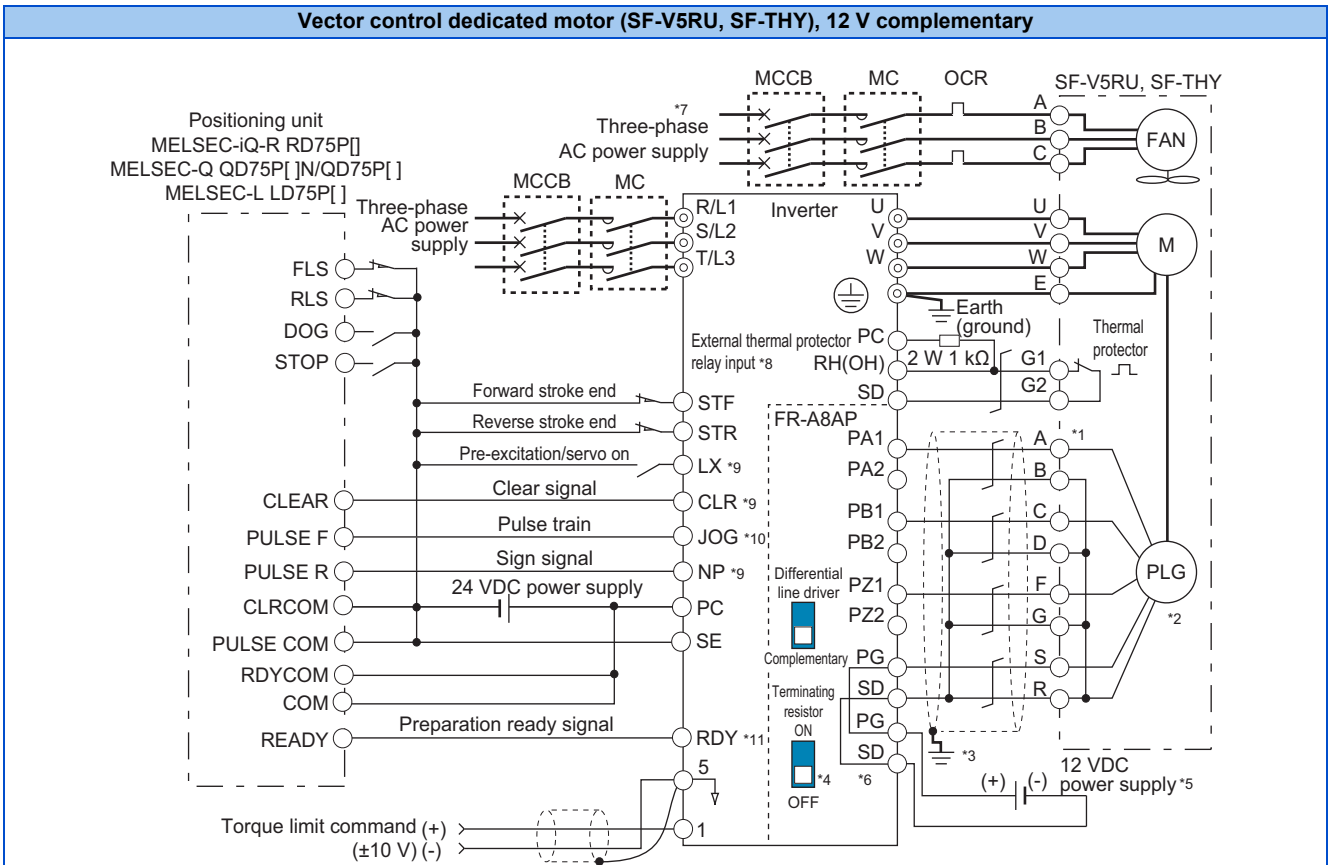 Vector control dedicated motor (SF-V5RU, SF-THY), 12 V complementary
MCCB
MC
OCR
SF-V5RU, SF-THY
Positioning unit
MELSEC-iQ-R RD75P[]
MELSEC-Q QD75P[ ]N/QD75P[ ]
MELSEC-L LD75P[ ]
*7
Three-phase
AC power supply
A
B
C
FAN
MCCB
MC
Three-phase
AC power
supply
R/L1
S/L2
T/L3
Inverter
U
V
W
U
V
W
E
M
Earth
(ground)
FLS
RLS
DOG
STOP
External thermal protector
relay input *8
PC
RH(OH)
SD
2 W 1 kΩ
G1
G2
Thermal
protector
Forward stroke end
STF
Reverse stroke end
STR
Pre-excitation/servo on
LX *9
CLEAR
Clear signal
CLR *9
PULSE F
Pulse train
JOG *10
PULSE R
Sign signal
NP *9
CLRCOM
24 VDC power supply
PC
PULSE COM
SE
RDYCOM
COM
READY
Preparation ready signal
RDY *11
5
1
Torque limit command (+)
(±10 V) (-)
FR-A8AP
PA1
PA2
PB1
PB2
PZ1
PZ2
PG
SD
PG
SD
Differential
line driver
Complementary
Terminating
resistor
ON
*4
OFF
*6
A
*1
B
C
D
F
G
S
R
PLG
*2
*3
12 VDC
power supply *5
(+)
(-)